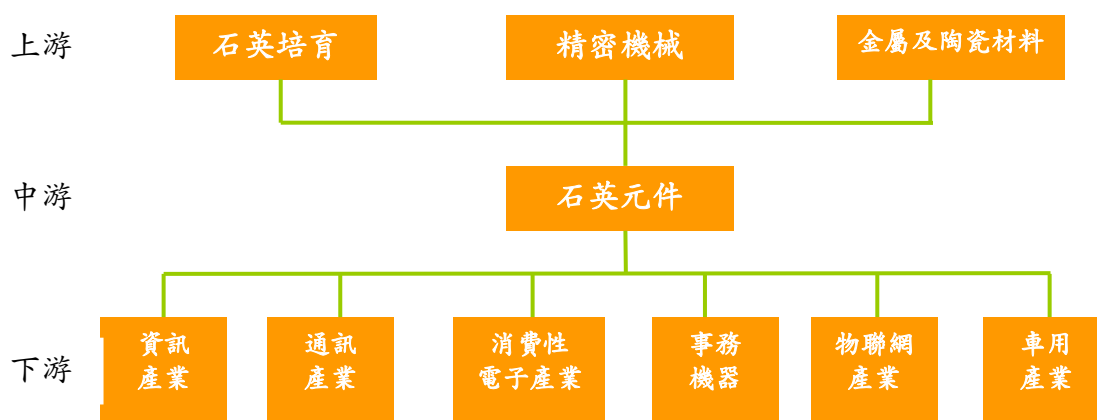 上游
石英培育
精密機械
金屬及陶瓷材料
中游
石英元件
下游
資訊
產業
通訊
產業
消費性
電子產業
事務
機器
物聯網
產業
車用
產業